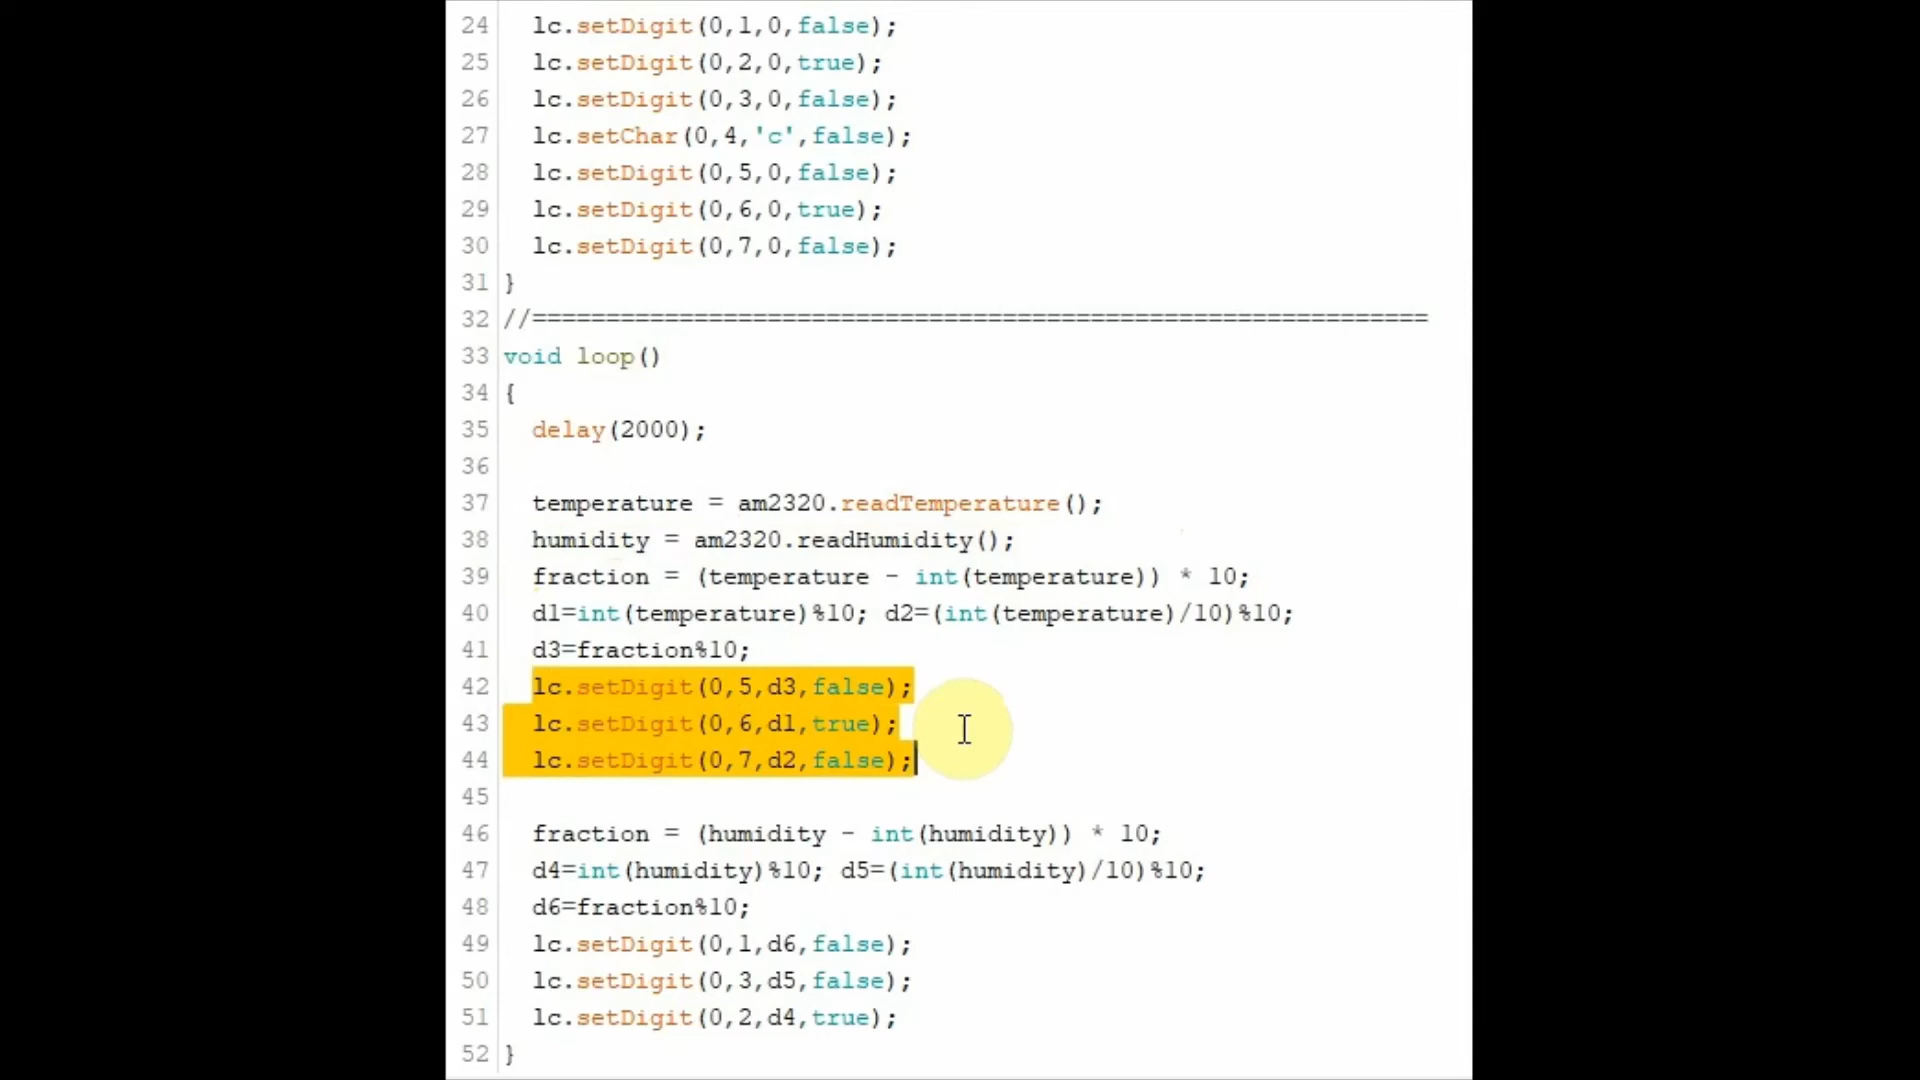 24 lc.setDigit(0,1,0,false);
25 lc.setDigit(0,2,0,true);
26 lc.setDigit(0,3,0,false);
27 lc.setChar(0,4,'c',false);
28 lc.setDigit(0,5,0,false);
29 lc.setDigit(0,6,0,true);
30 lc.setDigit(0,7,0,false);
31 }
32 //=============================================================
33 void loop()
34 {
35 delay(2000);
36
37 temperature = am2320.readTemperature();
38 humidity = am2320.readHumidity();
39 fraction = (temperature - int(temperature)) * 10;
40 d1=int(temperature)%10; d2=(int(temperature)/10)%10;
41 d3=fraction%10;
42 lc.setDigit(0,5,d3,false);
43 lc.setDigit(0,6,d1,true);
44 lc.setDigit(0,7,d2,false);
45
46 fraction = (humidity - int(humidity)) * 10;
47 d4=int(humidity)%10; d5=(int(humidity)/10)%10;
48 d6=fraction%10;
49 lc.setDigit(0,1,d6,false);
50 lc.setDigit(0,3,d5,false);
51 lc.setDigit(0,2,d4,true);
52 }